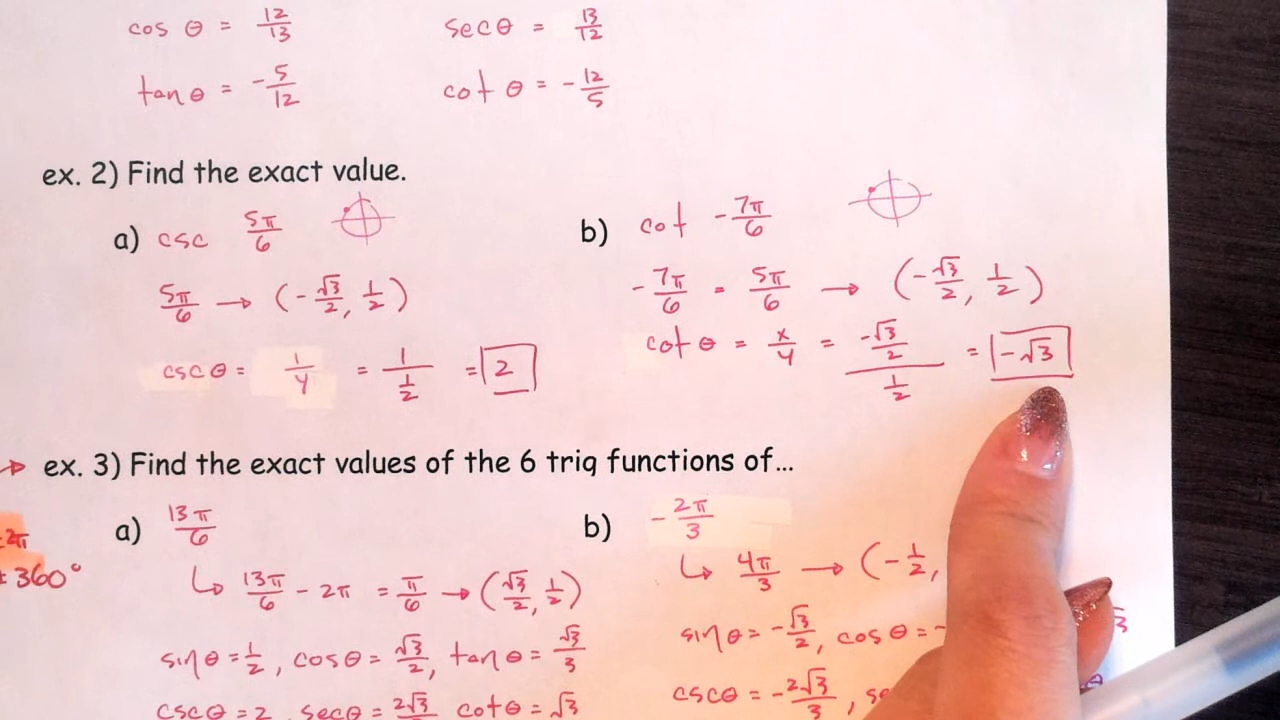 cos θ = 12/13    sec θ = 13/12
tan θ = -5/12    cot θ = -12/5
ex. 2) Find the exact value.
a) csc 5π/6    b) cot -7π/6
5π/6 → (-√3/2, 1/2)    -7π/6 = 5π/6 → (-√3/2, 1/2)
csc θ = 1/y = 1/(1/2) = 2    cot θ = x/y = (-√3/2)/(1/2) = -√3
ex. 3) Find the exact values of the 6 trig functions of...
a) 13π/6    b) -2π/3
± 360°
↳ 13π/6 - 2π = π/6 → (√3/2, 1/2)    ↳ 4π/3 → (-1/2,
sin θ = 1/2, cos θ = √3/2, tan θ = √3/3    sin θ = -√3/2, cos θ = -
csc θ = 2, sec θ = 2√3/    cot θ = √3    csc θ = -2√3/3,